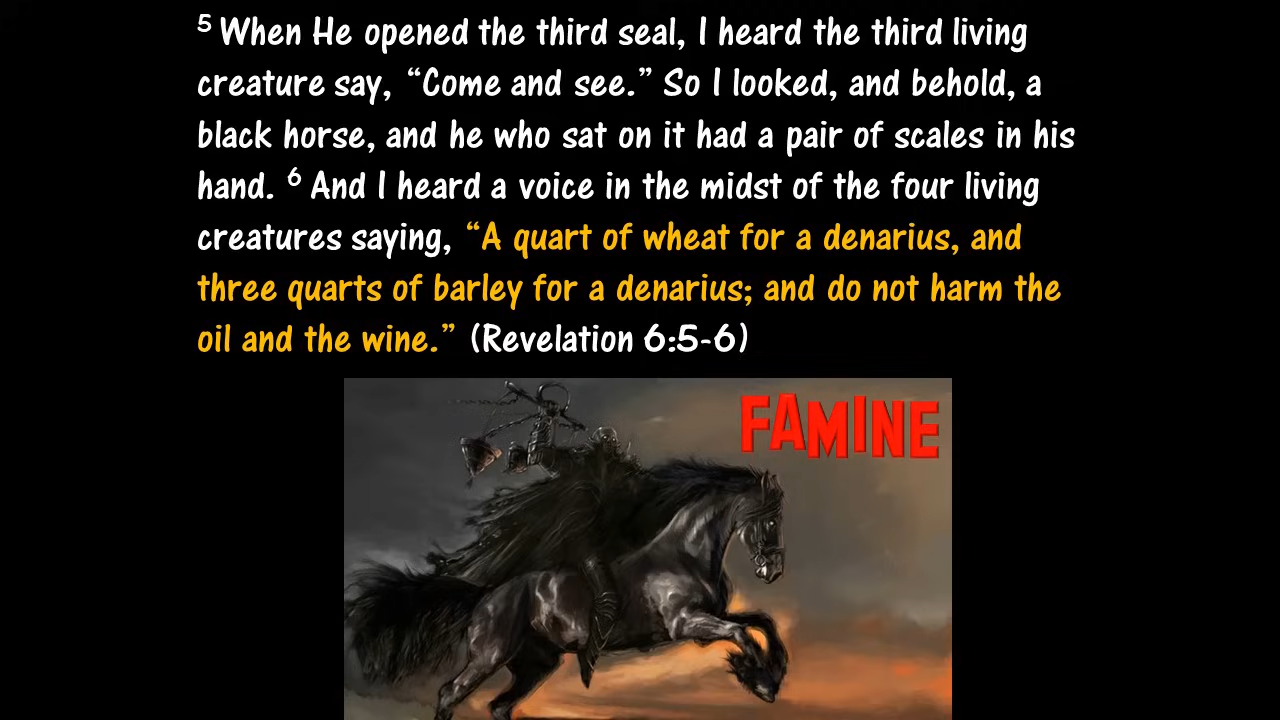 ⁵ When He opened the third seal, I heard the third living
creature say, “Come and see.” So I looked, and behold, a
black horse, and he who sat on it had a pair of scales in his
hand. ⁶ And I heard a voice in the midst of the four living
creatures saying, “A quart of wheat for a denarius, and
three quarts of barley for a denarius; and do not harm the
oil and the wine.” (Revelation 6:5-6)
FAMINE